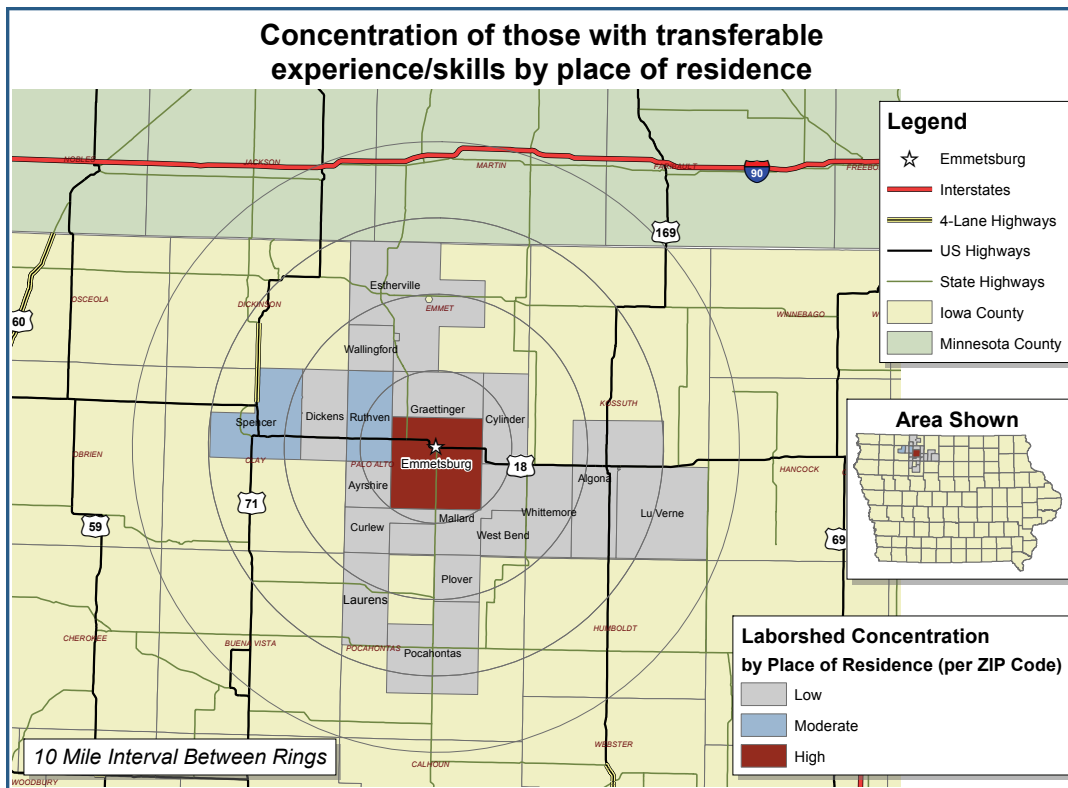 Concentration of those with transferable
experience/skills by place of residence
Legend
Emmetsburg
Interstates
4-Lane Highways
US Highways
State Highways
Iowa County
Minnesota County
NOBLES
JACKSON
MARTIN
FARIBAULT
90
169
Estherville
OSCEOLA
DICKINSON
EMMET
WINNEBAGO
60
Wallingford
Graettinger
KOSSUTH
Dickens
Ruthven
Cylinder
Spencer
Area Shown
OBRIEN
CLAY
PALO ALTO
Emmetsburg
18
HANCOCK
Ayrshire
Algona
71
Mallard
Whittemore
Lu Verne
59
Curlew
West Bend
69
Plover
Laurens
HUMBOLDT
CHEROKEE
BUENA VISTA
POCAHONTAS
Pocahontas
Laborshed Concentration
by Place of Residence (per ZIP Code)
Low
Moderate
High
10 Mile Interval Between Rings
WEBSTER
CALHOUN
WOODBURY